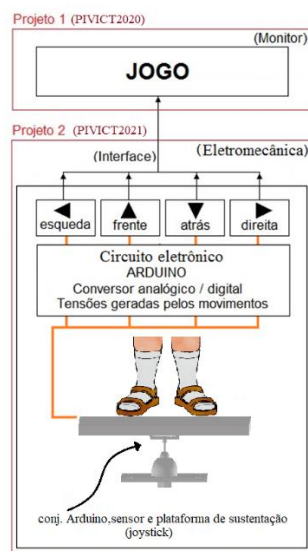 Projeto 1 (PIVICT2020)
(Monitor)
JOGO
Projeto 2 (PIVICT2021)
(Interface)
(Eletromecânica)
esqueda frente atrás direita
Circuito eletrônico
ARDUINO
Conversor analógico / digital
Tensões geradas pelos movimentos
conj. Arduino,sensor e plataforma de sustentação
(joystick)